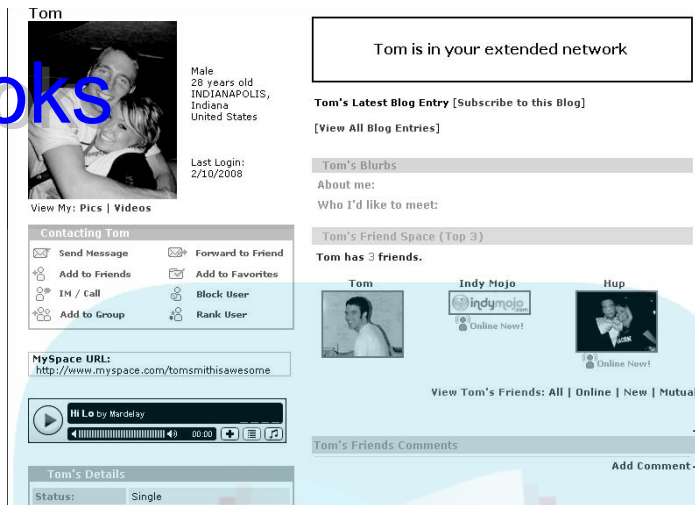 Tom
oks
Male
28 years old
INDIANAPOLIS,
Indiana
United States
Last Login:
2/10/2008
View My: Pics | Videos
Contacting Tom
Send Message
Forward to Friend
Add to Friends
Add to Favorites
IM / Call
Block User
Add to Group
Rank User
MySpace URL:
http://www.myspace.com/tomsmithisawesome
Hi Lo by Mardelay
00:00
Tom's Details
Status: Single
Tom is in your extended network
Tom's Latest Blog Entry [Subscribe to this Blog]
[View All Blog Entries]
Tom's Blurbs
About me:
Who I'd like to meet:
Tom's Friend Space (Top 3)
Tom has 3 friends.
Tom
Indy Mojo
Hup
indymojo.com
Online Now!
Online Now!
View Tom's Friends: All | Online | New | Mutual
Tom's Friends Comments
Add Comment